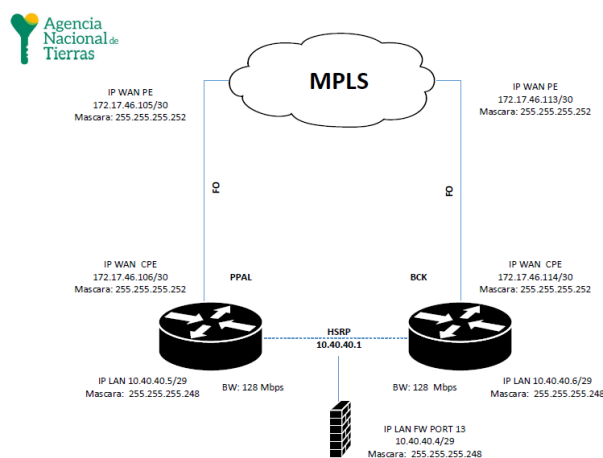 Agencia
Nacional de
Tierras
MPLS
IP WAN PE
172.17.46.105/30
Mascara: 255.255.255.252
IP WAN PE
172.17.46.113/30
Mascara: 255.255.255.252
FO
FO
IP WAN CPE
172.17.46.106/30
Mascara: 255.255.255.252
PPAL
BCK
IP WAN CPE
172.17.46.114/30
Mascara: 255.255.255.252
HSRP
10.40.40.1
IP LAN 10.40.40.5/29
Mascara: 255.255.255.248
BW: 128 Mbps
BW: 128 Mbps
IP LAN 10.40.40.6/29
Mascara: 255.255.255.248
IP LAN FW PORT 13
10.40.40.4/29
Mascara: 255.255.255.248